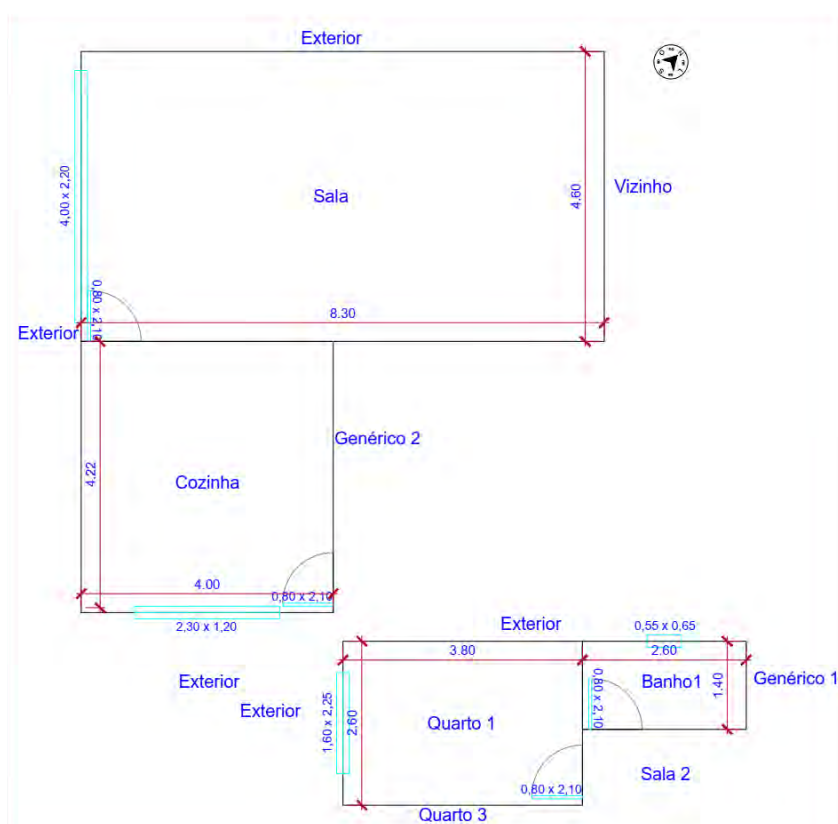 Exterior
4,00 x 2,20
Sala
4.60
Vizinho
N
O
S
L
0,80 x 2,10
8.30
Exterior
Genérico 2
4.22
Cozinha
4.00
0,80 x 2,10
2,30 x 1,20
Exterior
0,55 x 0,65
3.80
2.60
Exterior
Exterior
1,60 x 2,25
2.60
Quarto 1
0,80 x 2,10
Banho1
1.40
Genérico 1
Sala 2
0,80 x 2,10
Quarto 3